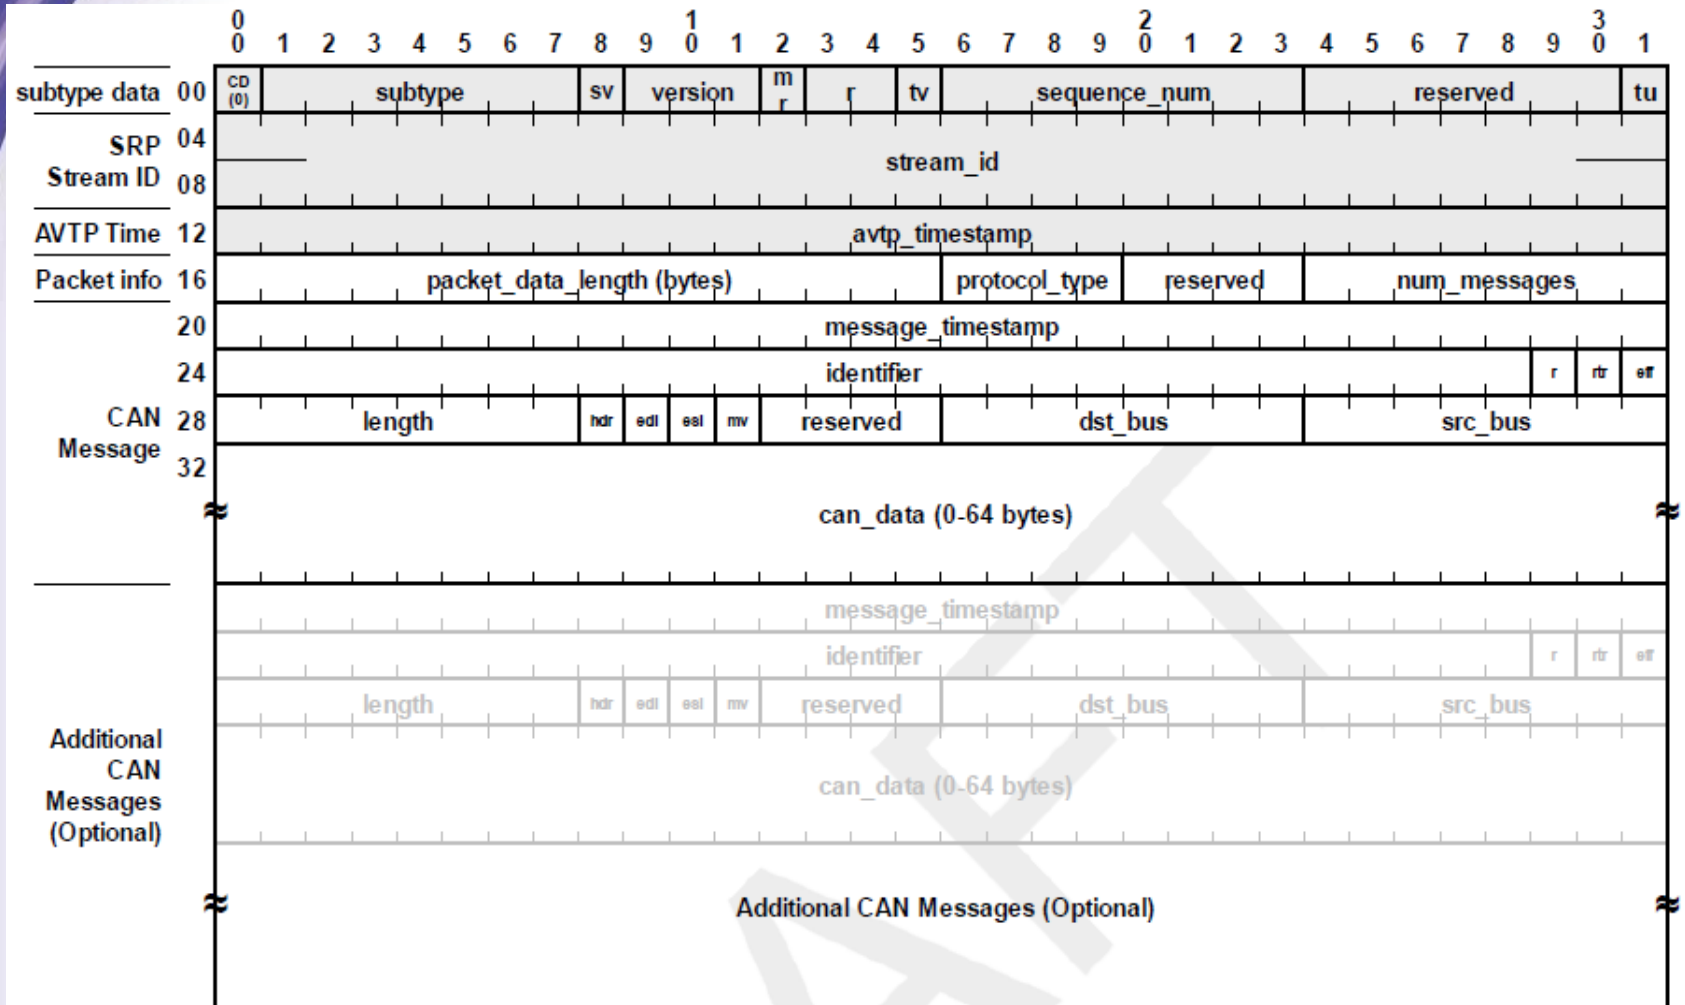 0 1 2 3
0 1 2 3 4 5 6 7 8 9 0 1 2 3 4 5 6 7 8 9 0 1 2 3 4 5 6 7 8 9 0 1
subtype data 00 CD (0) subtype sv version m r r tv sequence_num reserved tu
SRP Stream ID 04 08 stream_id
AVTP Time 12 avtp_timestamp
Packet info 16 packet_data_length (bytes) protocol_type reserved num_messages
20 message_timestamp
24 identifier r rtr eff
CAN Message 28 length hdr edl esl mv reserved dst_bus src_bus
32
can_data (0-64 bytes)
message_timestamp
identifier r rtr eff
length hdr edl esl mv reserved dst_bus src_bus
Additional CAN Messages (Optional)
can_data (0-64 bytes)
Additional CAN Messages (Optional)